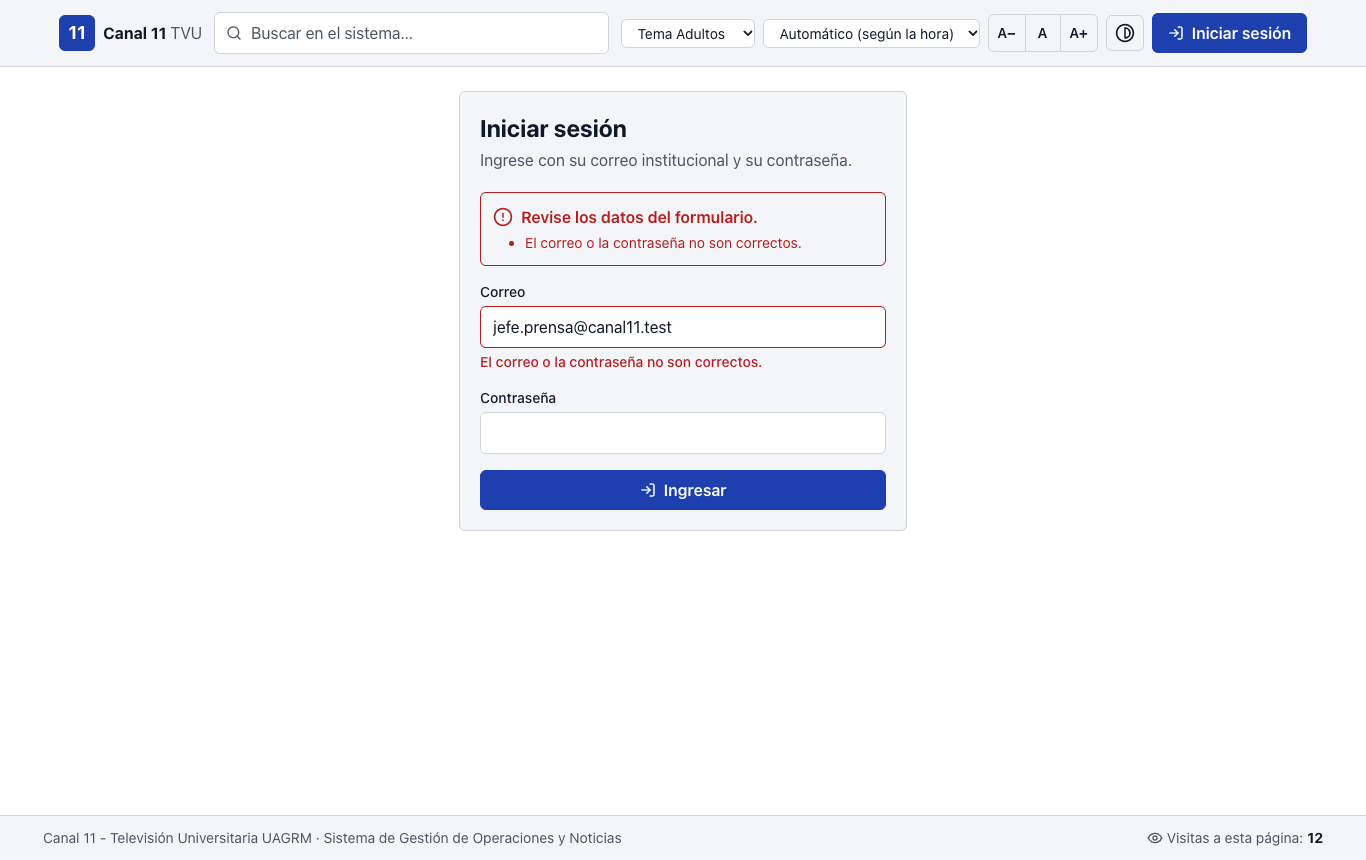 11 Canal 11 TVU Buscar en el sistema... Tema Adultos Automático (según la hora) A− A A+ Iniciar sesión
Iniciar sesión
Ingrese con su correo institucional y su contraseña.
Revise los datos del formulario.
• El correo o la contraseña no son correctos.
Correo
jefe.prensa@canal11.test
El correo o la contraseña no son correctos.
Contraseña
Ingresar
Canal 11 - Televisión Universitaria UAGRM · Sistema de Gestión de Operaciones y Noticias Visitas a esta página: 12